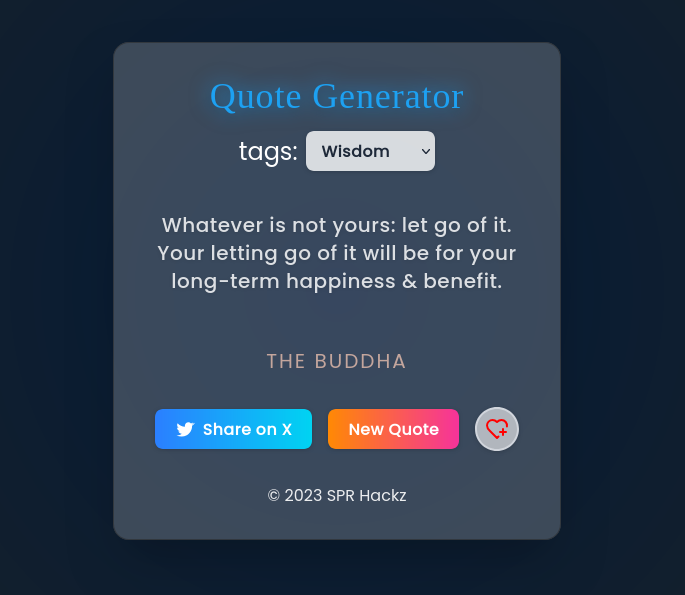 Quote Generator
tags: Wisdom
Whatever is not yours: let go of it.
Your letting go of it will be for your
long-term happiness & benefit.
THE BUDDHA
Share on X New Quote
© 2023 SPR Hackz